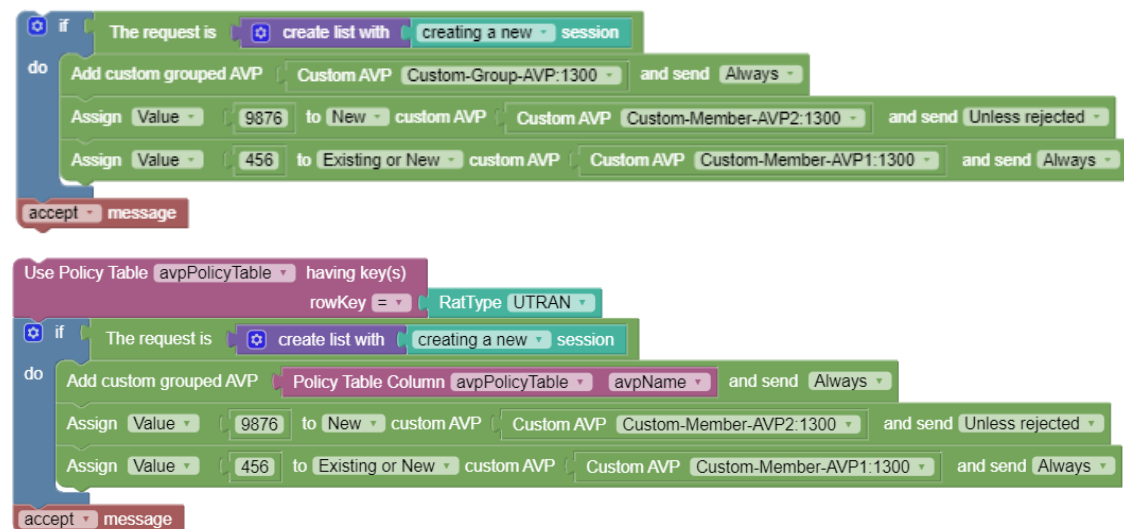 if The request is create list with creating a new session
do Add custom grouped AVP Custom AVP Custom-Group-AVP:1300 and send Always
Assign Value 9876 to New custom AVP Custom AVP Custom-Member-AVP2:1300 and send Unless rejected
Assign Value 456 to Existing or New custom AVP Custom AVP Custom-Member-AVP1:1300 and send Always
accept message
Use Policy Table avpPolicyTable having key(s)
rowKey = RatType UTRAN
if The request is create list with creating a new session
do Add custom grouped AVP Policy Table Column avpPolicyTable avpName and send Always
Assign Value 9876 to New custom AVP Custom AVP Custom-Member-AVP2:1300 and send Unless rejected
Assign Value 456 to Existing or New custom AVP Custom AVP Custom-Member-AVP1:1300 and send Always
accept message